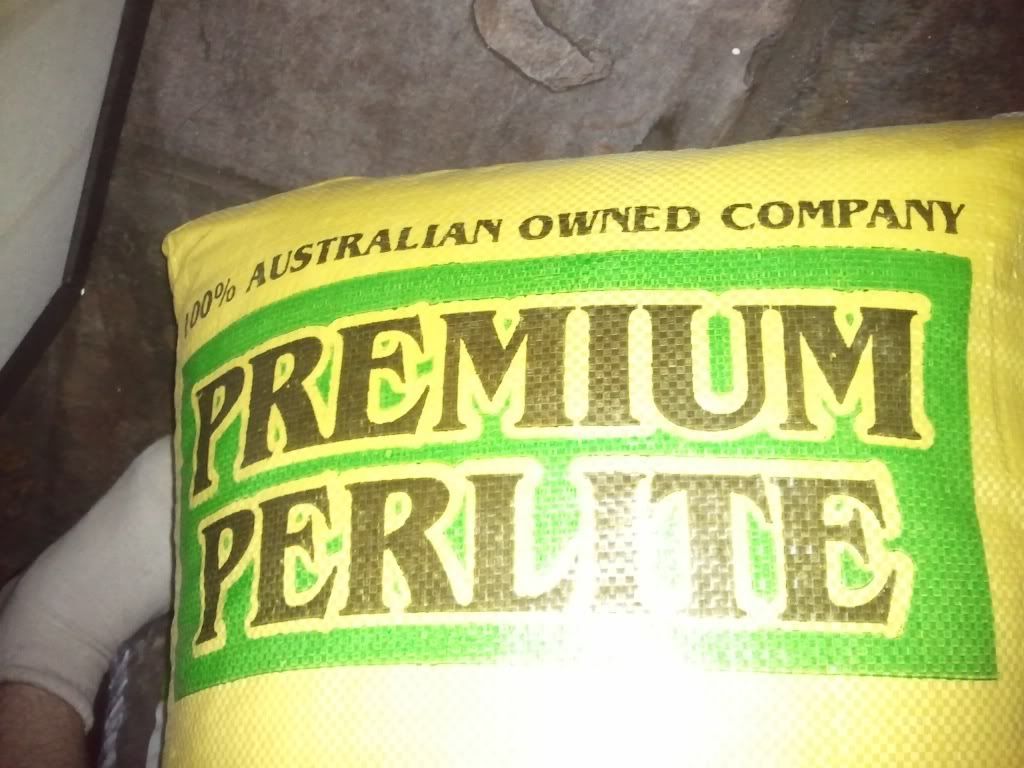 100% AUSTRALIAN OWNED COMPANY
PREMIUM
PERLITE